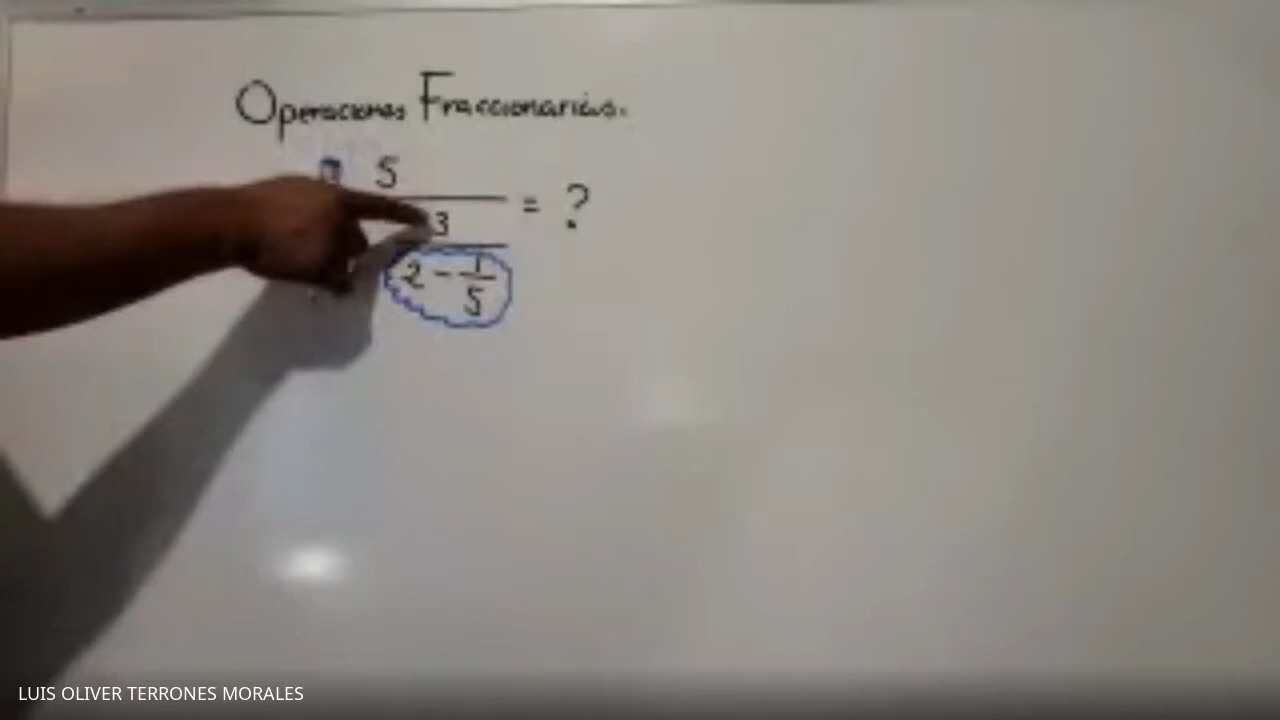 Operaciones Fraccionarias.
5
3
= ?
2 - 1/5
LUIS OLIVER TERRONES MORALES